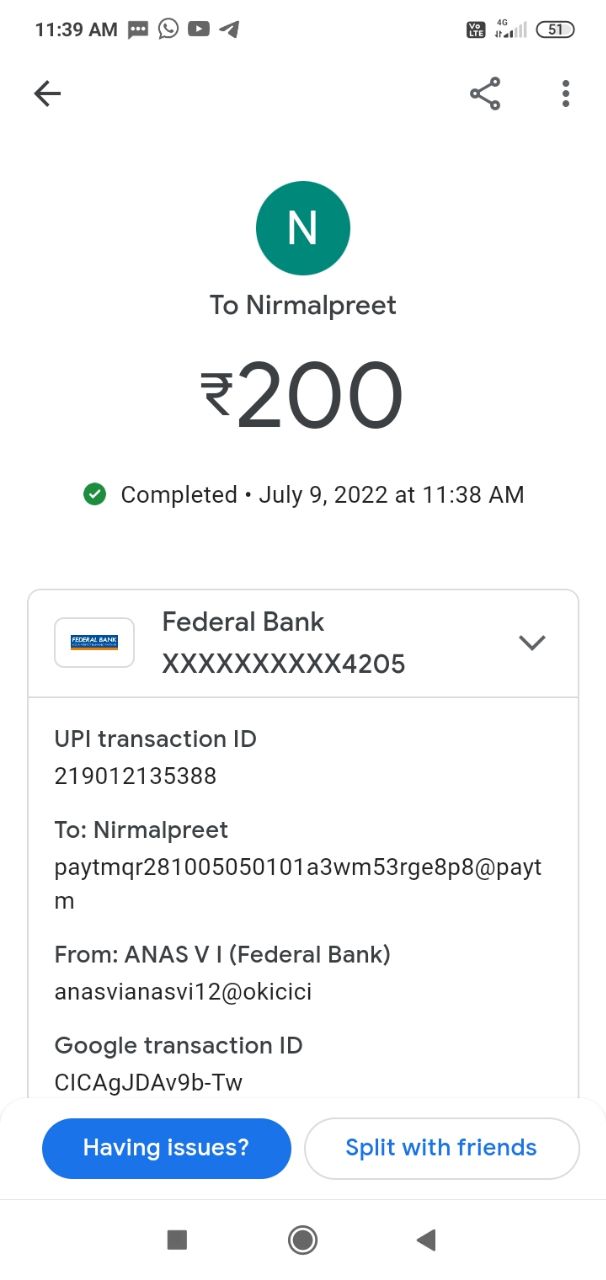 11:39 AM
Vo LTE 4G 51
N
To Nirmalpreet
₹200
Completed • July 9, 2022 at 11:38 AM
FEDERAL BANK
Federal Bank
XXXXXXXXXX4205
UPI transaction ID
219012135388
To: Nirmalpreet
paytmqr281005050101a3wm53rge8p8@payt
m
From: ANAS V I (Federal Bank)
anasvianasvi12@okicici
Google transaction ID
CICAgJDAv9b-Tw
Having issues?
Split with friends